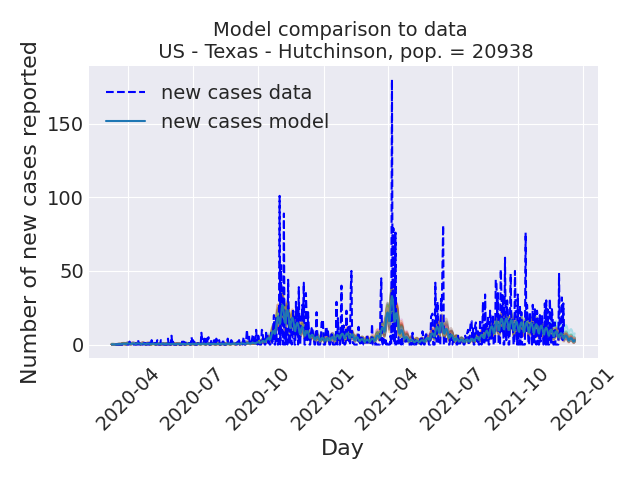 Model comparison to data
US - Texas - Hutchinson, pop. = 20938
Number of new cases reported
new cases data
new cases model
150
100
50
0
2020-04
2020-07
2020-10
2021-01
2021-04
2021-07
2021-10
2022-01
Day